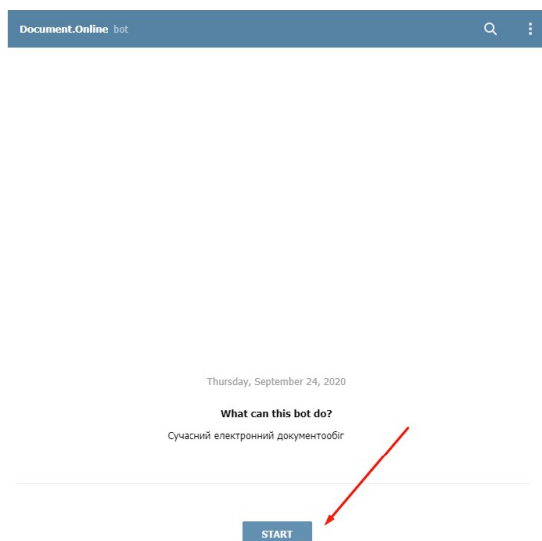 Document.Online bot
Thursday, September 24, 2020
What can this bot do?
Сучасний електронний документообіг
START